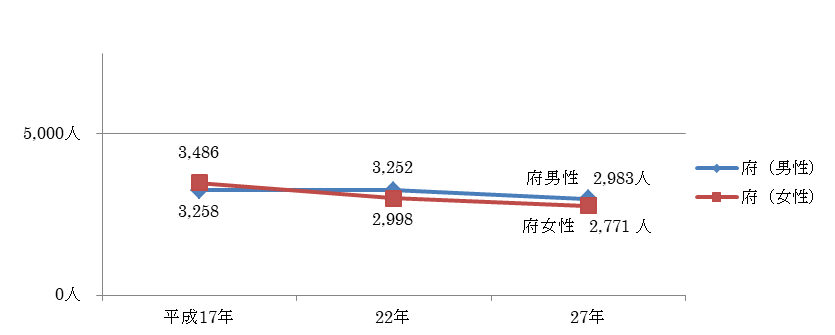 5,000人
3,486
3,252
府男性 2,983人
府（男性）
府（女性）
3,258
2,998
府女性 2,771 人
0人
平成17年 22年 27年